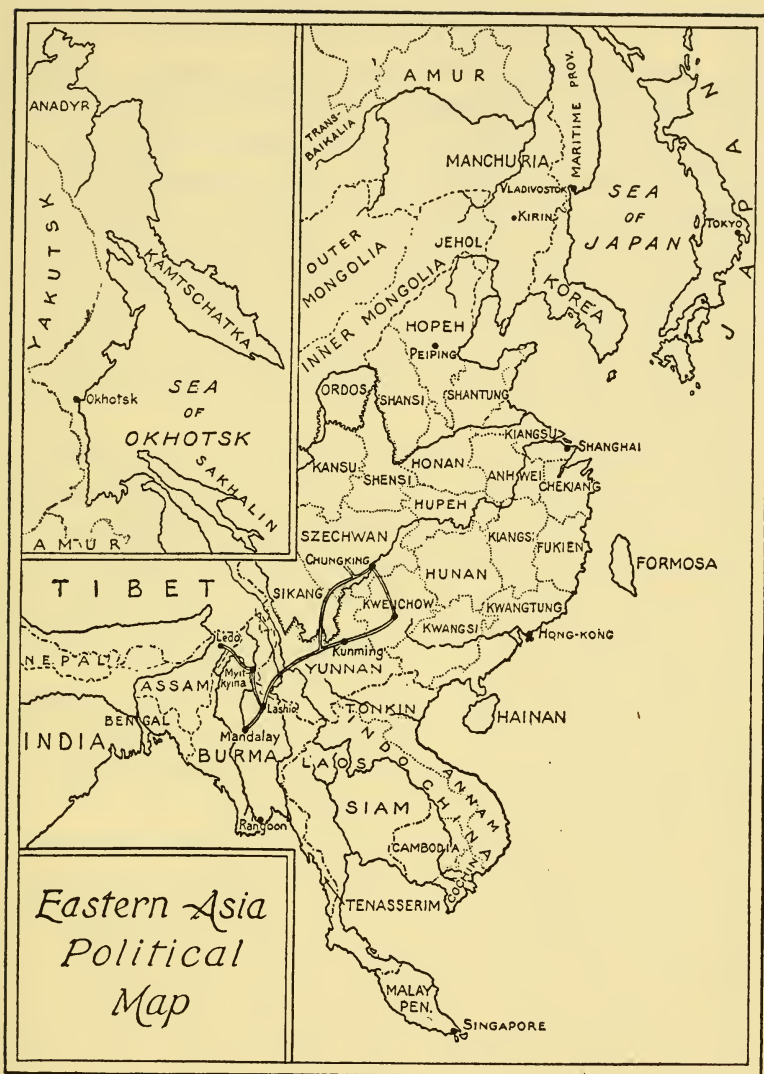 ANADYR
YAKUTSK
KAMTSCHATKA
Okhotsk
SEA
OF
OKHOTSK
SAKHALIN
AMUR
AMUR
TRANS-
BAIKALIA
MARITIME PROV.
MANCHURIA
VLADIVOSTOK
SEA
OF
JAPAN
KIRIN
TOKYO
JAPAN
OUTER
MONGOLIA
JEHOL
INNER MONGOLIA
KOREA
HOPEH
PEIPING
ORDOS
SHANSI
SHANTUNG
KIANGSU
SHANGHAI
KANSU
SHENSI
HONAN
ANHWEI
CHEKIANG
HUPEH
SZECHWAN
CHUNGKING
KIANGSI
FUKIEN
FORMOSA
TIBET
SIKANG
HUNAN
KWEICHOW
KWANGTUNG
KWANGSI
HONG-KONG
NEPAL
Ledo
Kunming
YUNNAN
ASSAM
Myit-
kyina
Lashio
TONKIN
HAINAN
BENGAL
INDIA
Mandalay
BURMA
LAOS
INDO CHINA
ANNAM
SIAM
Rangoon
CAMBODIA
COCHIN
TENASSERIM
MALAY
PEN.
SINGAPORE
Eastern Asia
Political
Map